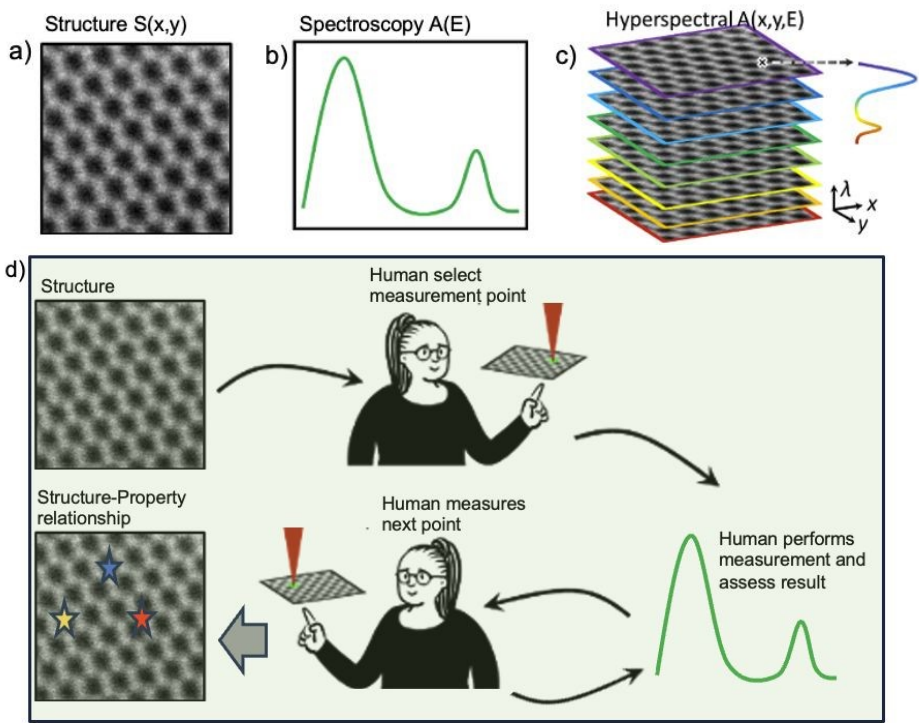 Structure S(x,y)
a)
Spectroscopy A(E)
b)
Hyperspectral A(x,y,E)
c)
λ
x
y
d)
Structure
Human select
measurement point
Human performs
measurement and
assess result
Human measures
next point
Structure-Property
relationship